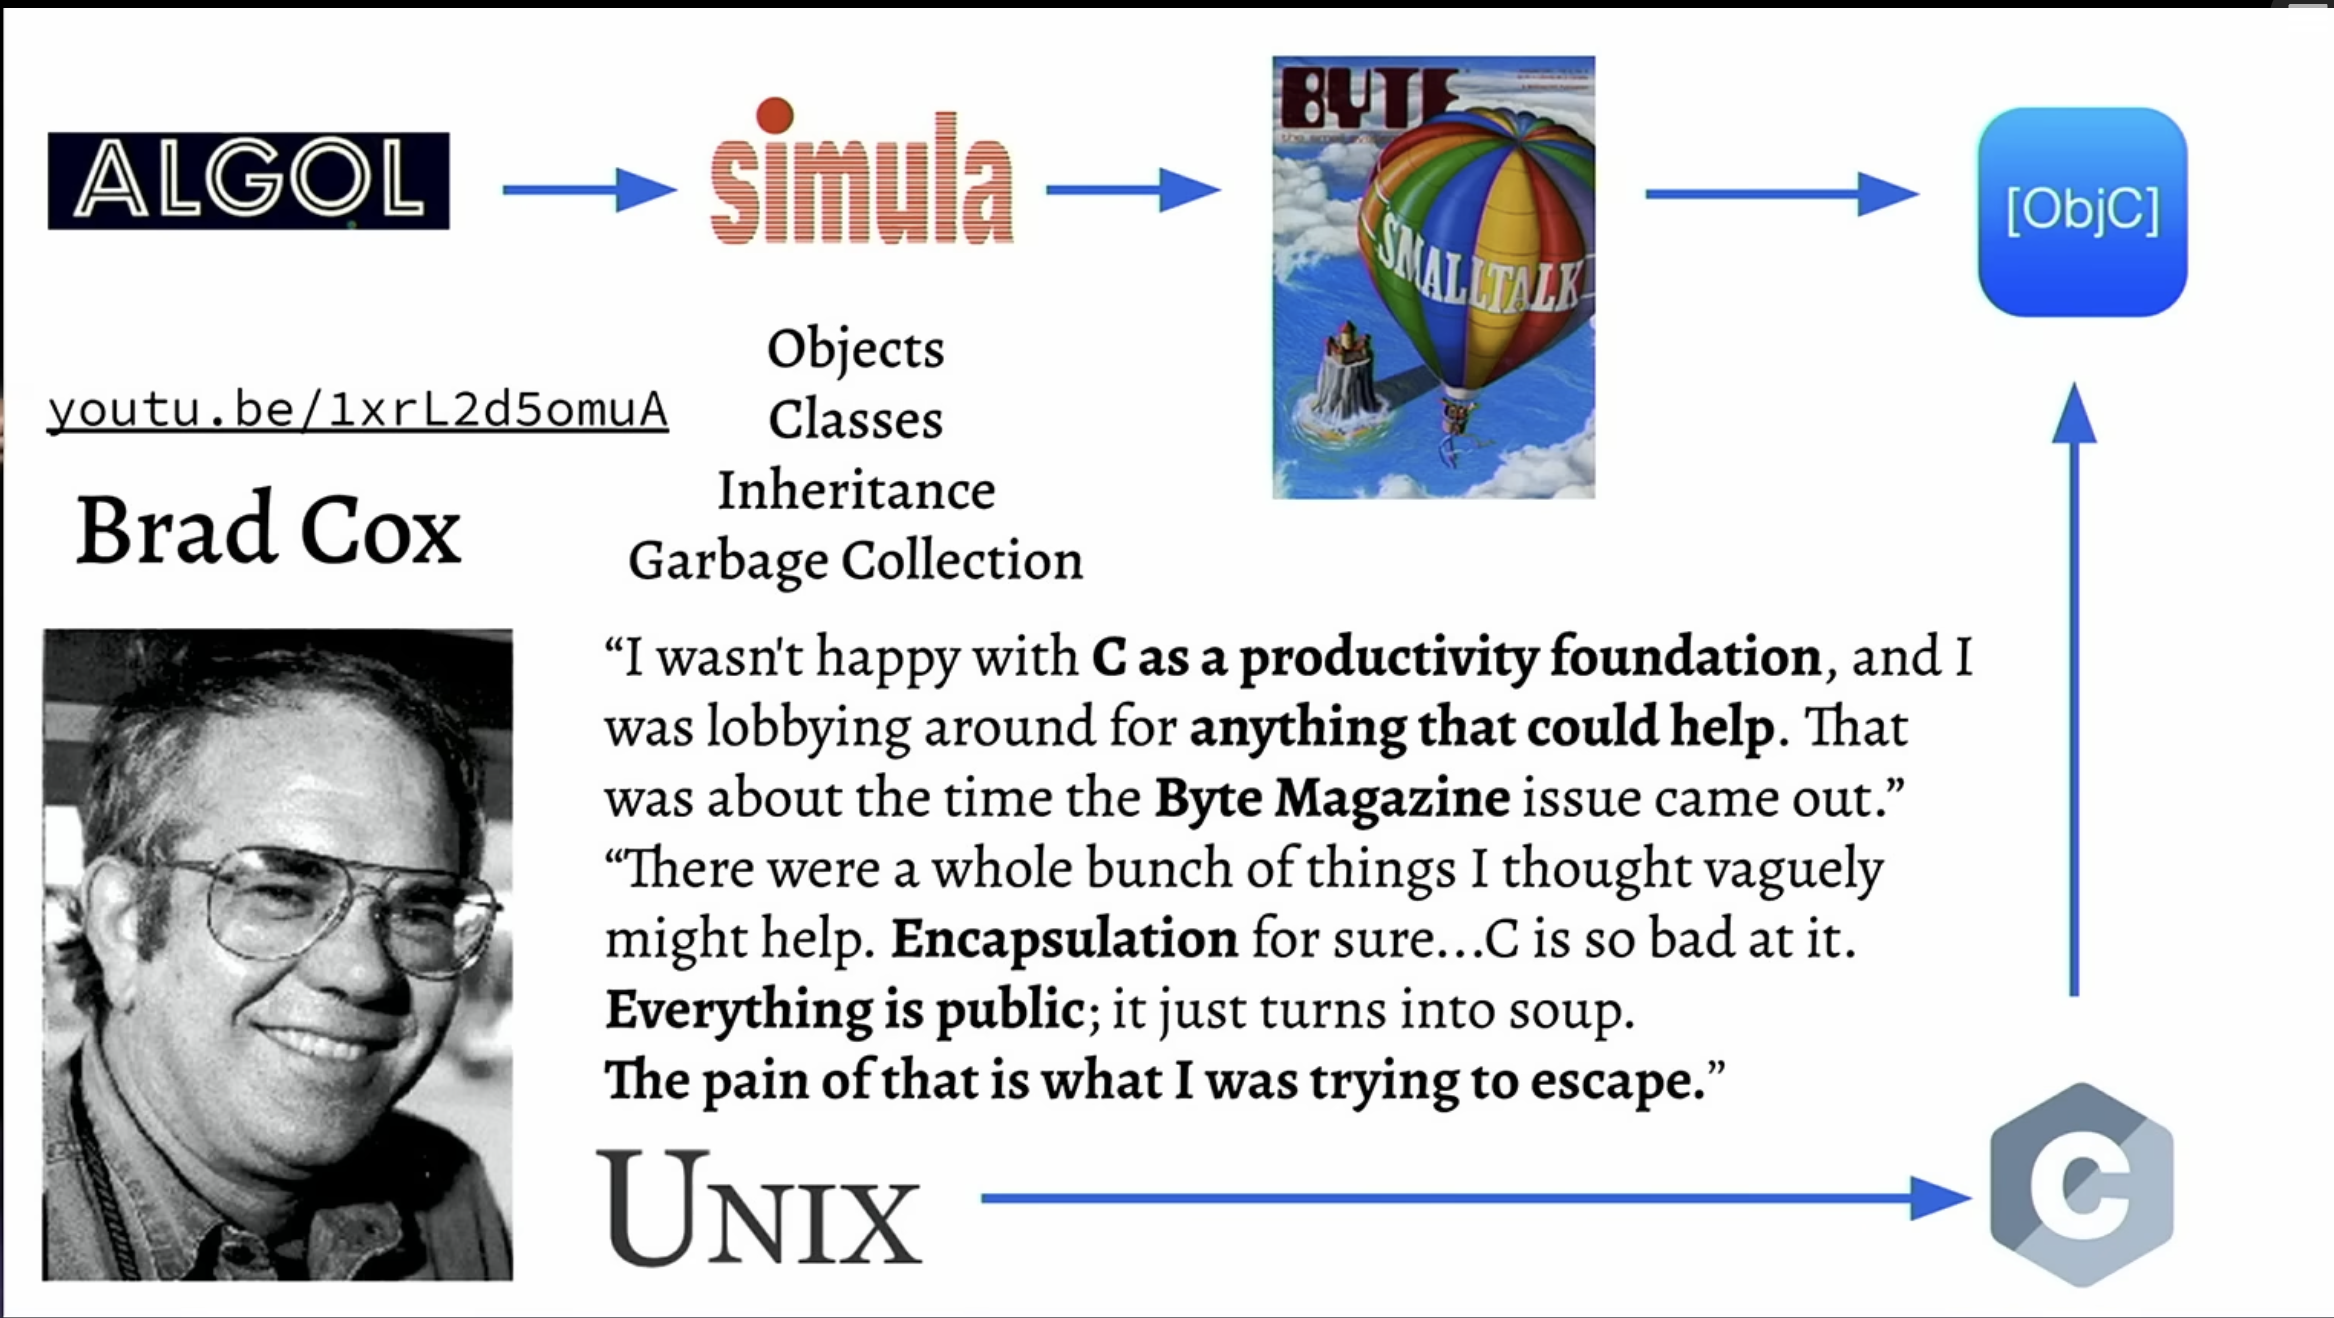 ALGOL
simula
BYTE
SMALLTALK
[ObjC]
Objects
Classes
Inheritance
Garbage Collection
youtu.be/1xrL2d5omuA
Brad Cox
“I wasn't happy with C as a productivity foundation, and I
was lobbying around for anything that could help. That
was about the time the Byte Magazine issue came out.”
“There were a whole bunch of things I thought vaguely
might help. Encapsulation for sure...C is so bad at it.
Everything is public; it just turns into soup.
The pain of that is what I was trying to escape.”
UNIX
C